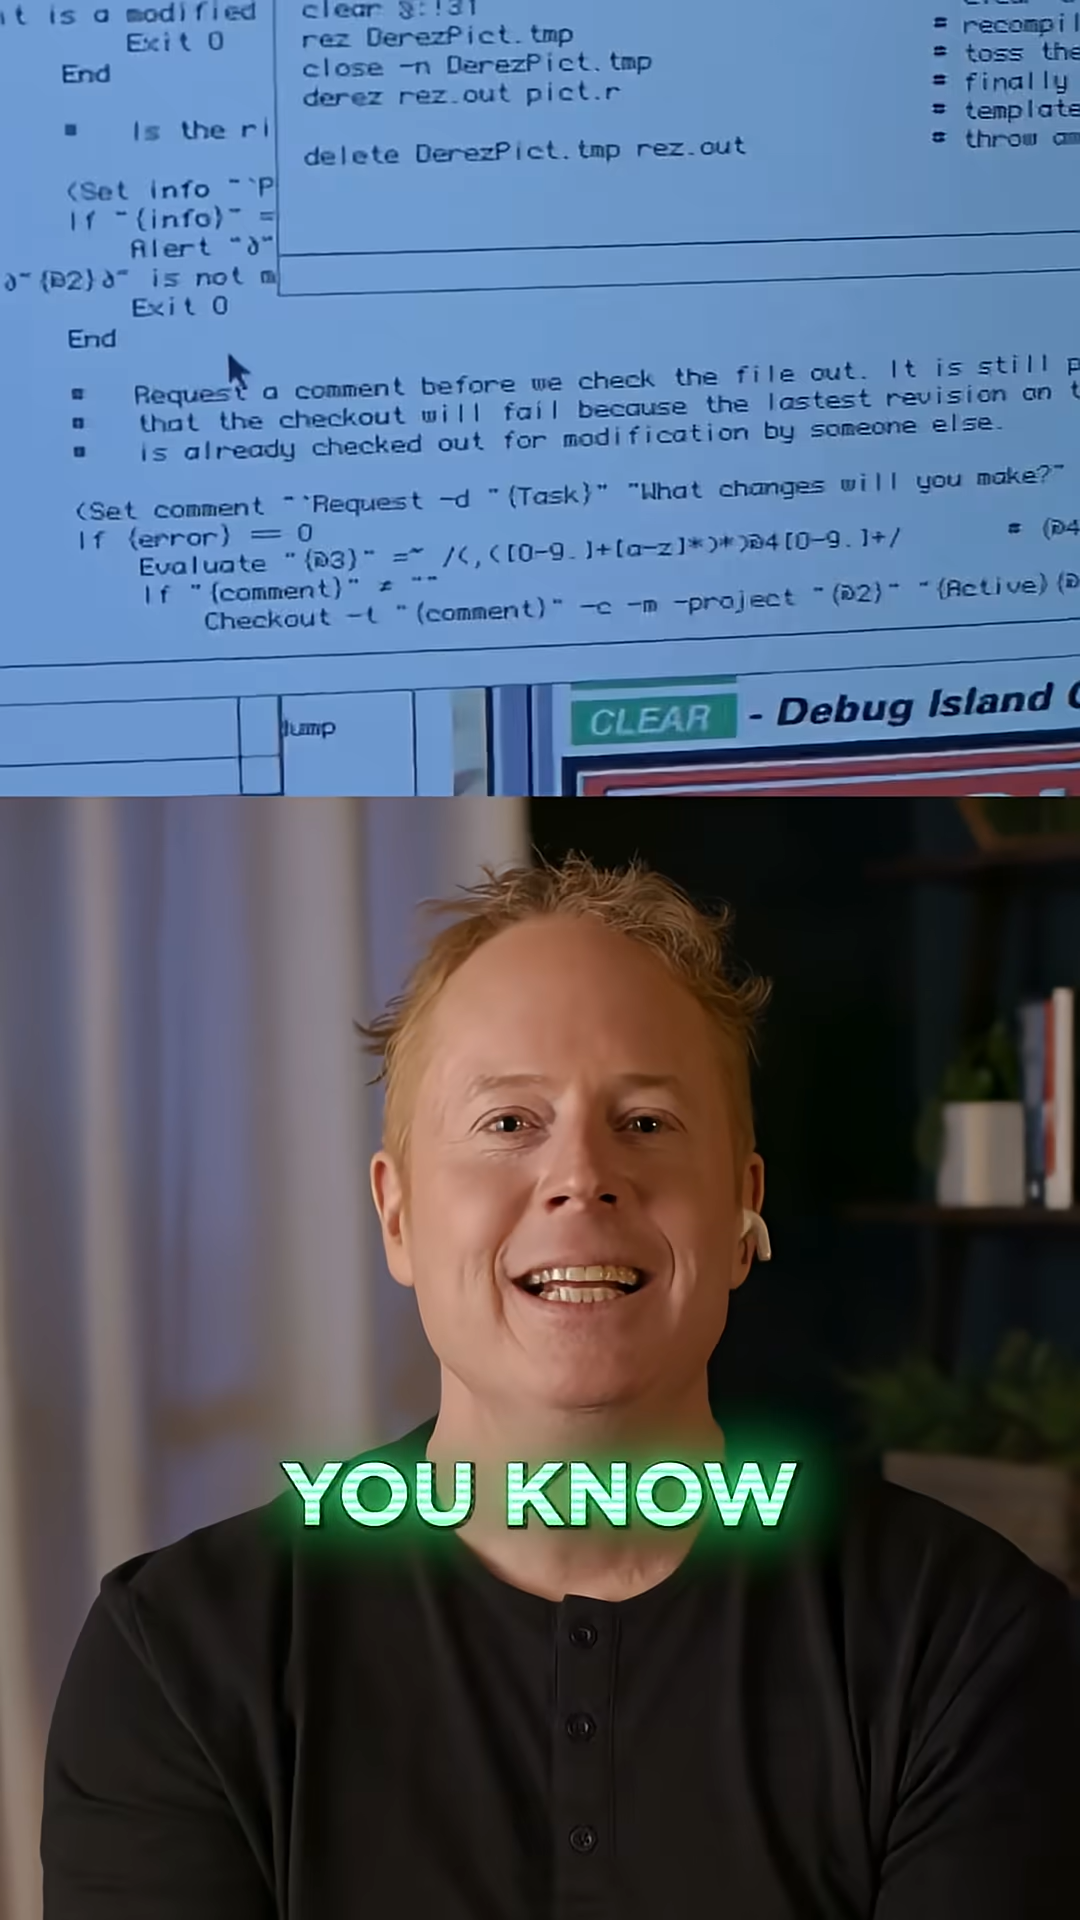 it is a modified
Exit 0
End
Is the ri
(Set info "`P
If "{info}" =
Alert "∂"
∂"{®2}∂" is not m
Exit 0
End
clear §:!31
rez DerezPict.tmp
close -n DerezPict.tmp
derez rez.out pict.r
delete DerezPict.tmp rez.out
# recompil
# toss the
# finally
# template
# throw am
Request a comment before we check the file out. It is still p
that the checkout will fail because the lastest revision on t
is already checked out for modification by someone else.
(Set comment "`Request -d "{Task}" "What changes will you make?"
If {error} == 0
Evaluate "{®3}" =~ /(,([0-9.]+[a-z]*)*)®4[0-9.]+/ # (®4
If "{comment}" ≠ ""
Checkout -t "{comment}" -c -m -project "{®2}" "{Active}{®
Jump
CLEAR - Debug Island
YOU KNOW